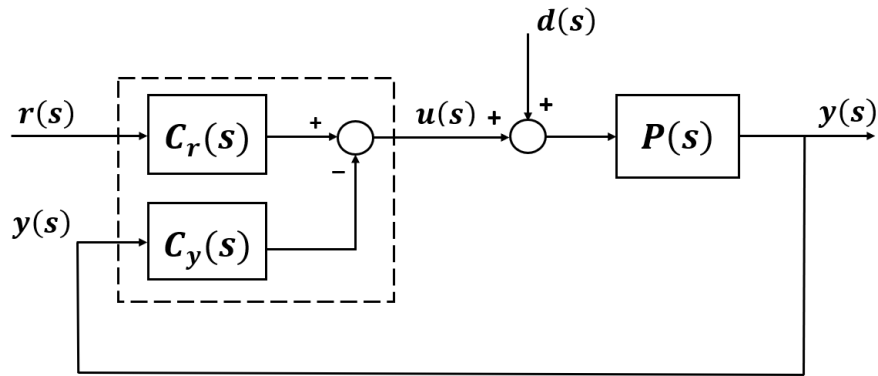 d(s)
r(s)
C_r(s)
+
u(s)
+
+
P(s)
y(s)
−
y(s)
C_y(s)